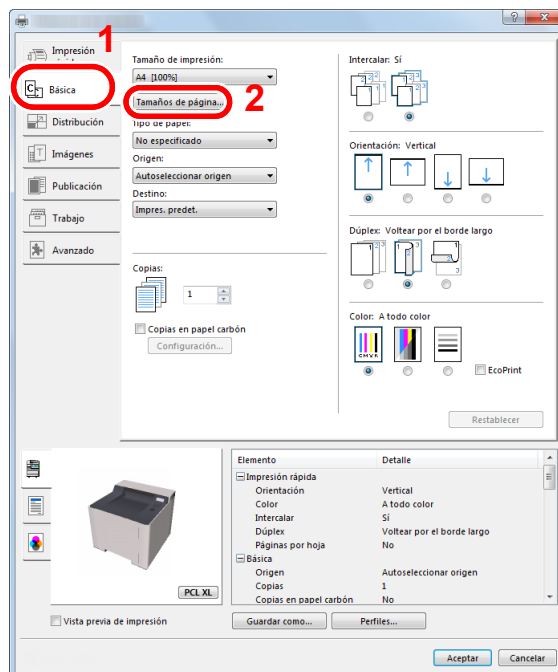 1
Impresión
Básica
Distribución
Imágenes
Publicación
Trabajo
Avanzado
Tamaño de impresión:
A4 [100%]
Tamaños de página...
2
Tipo de papel:
No especificado
Origen:
Autoseleccionar origen
Destino:
Impres. predet.
Copias:
1
Copias en papel carbón
Configuración...
Intercalar: Sí
Orientación: Vertical
Dúplex: Voltear por el borde largo
Color: A todo color
CMYK
EcoPrint
Restablecer
PCL XL
Vista previa de impresión
Elemento Detalle
Impresión rápida
Orientación Vertical
Color A todo color
Intercalar Sí
Dúplex Voltear por el borde largo
Páginas por hoja No
Básica
Origen Autoseleccionar origen
Copias 1
Copias en papel carbón No
Guardar como... Perfiles...
Aceptar Cancelar